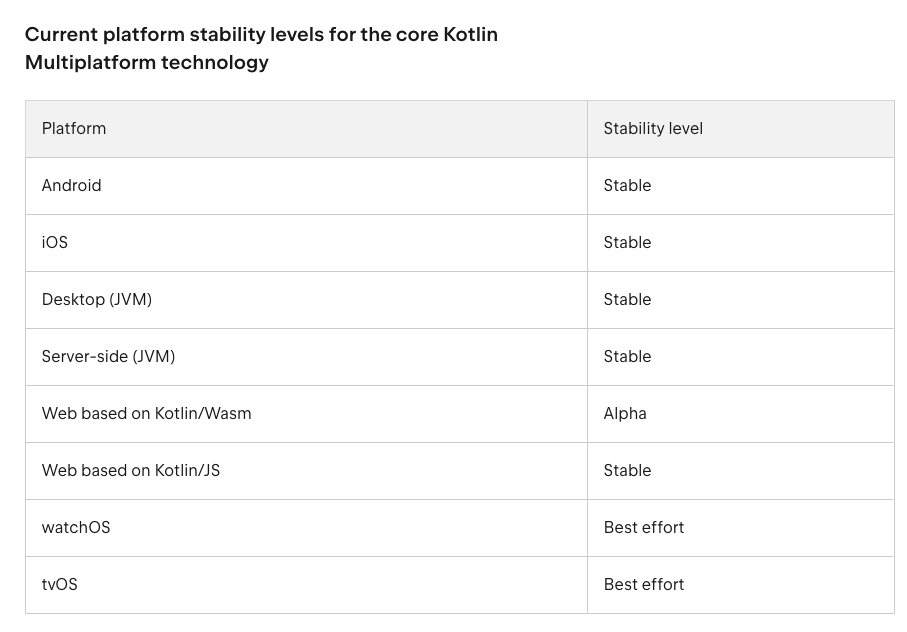 Current platform stability levels for the core Kotlin
Multiplatform technology
Platform Stability level
Android Stable
iOS Stable
Desktop (JVM) Stable
Server-side (JVM) Stable
Web based on Kotlin/Wasm Alpha
Web based on Kotlin/JS Stable
watchOS Best effort
tvOS Best effort